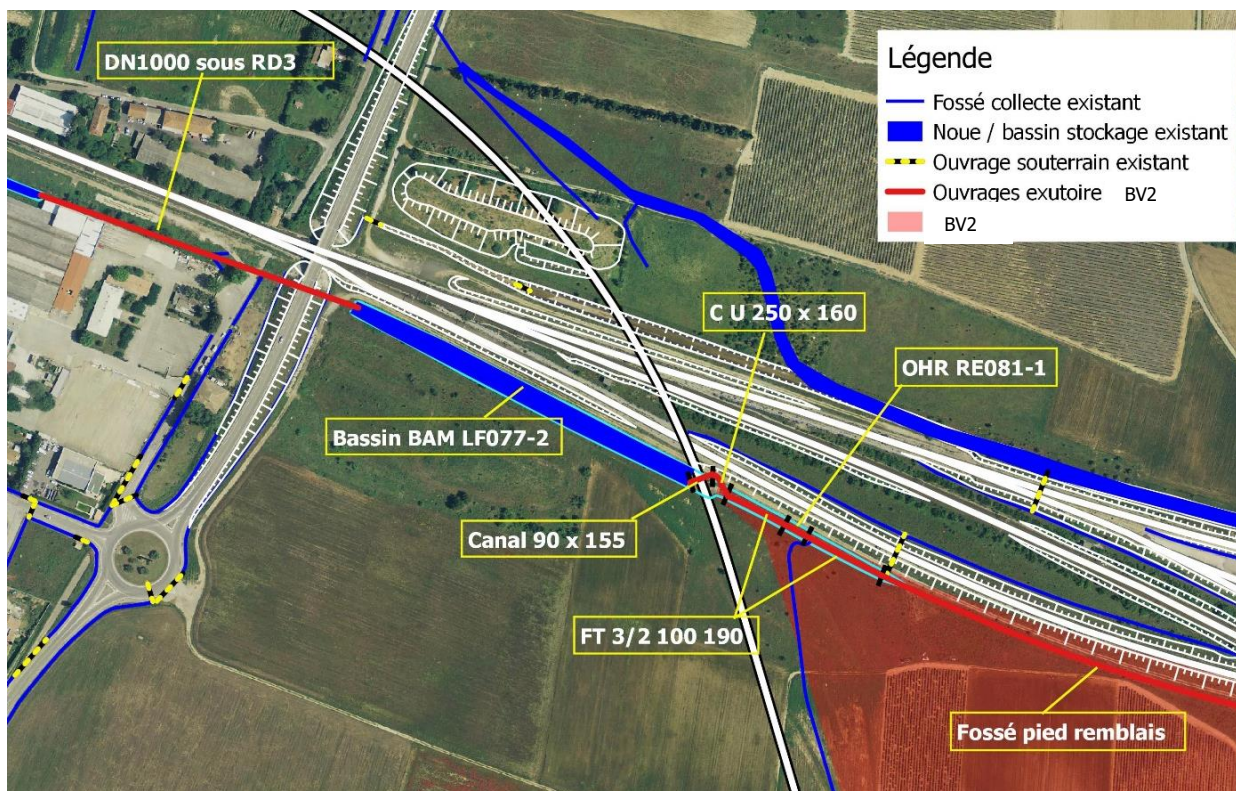 DN1000 sous RD3
Légende
Fossé collecte existant
Noue / bassin stockage existant
Ouvrage souterrain existant
Ouvrages exutoire BV2
BV2
C U 250 x 160
OHR RE081-1
Bassin BAM LF077-2
Canal 90 x 155
FT 3/2 100 190
Fossé pied remblais